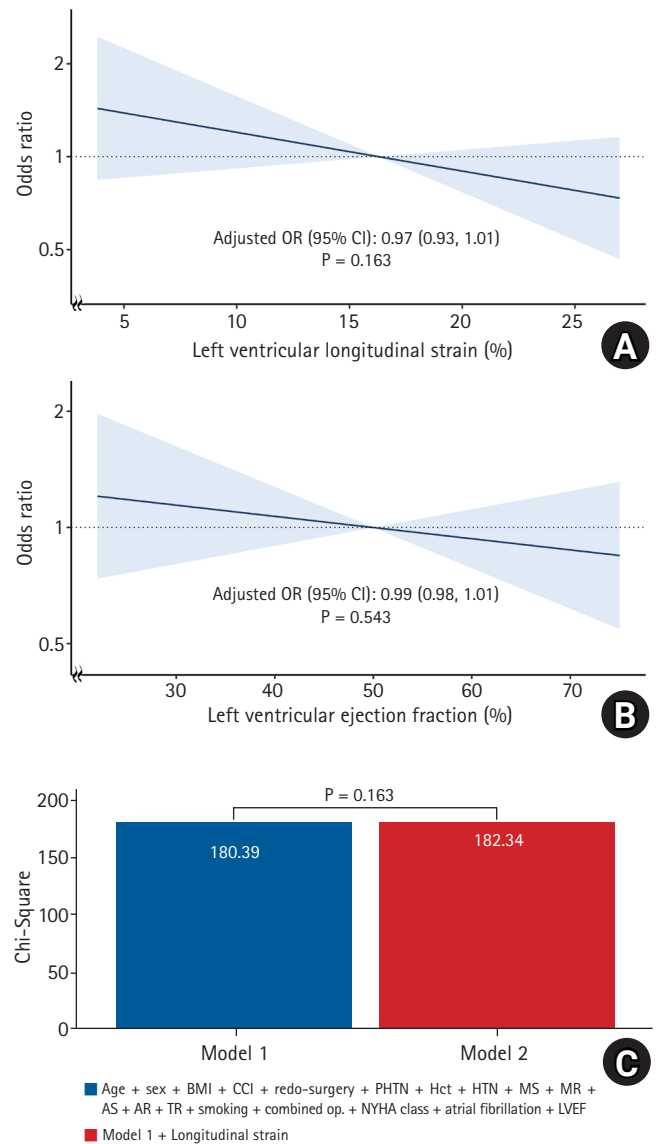 2
1
0.5
Odds ratio
Adjusted OR (95% CI): 0.97 (0.93, 1.01)
P = 0.163
5 10 15 20 25
Left ventricular longitudinal strain (%)
A
2
1
0.5
Odds ratio
Adjusted OR (95% CI): 0.99 (0.98, 1.01)
P = 0.543
30 40 50 60 70
Left ventricular ejection fraction (%)
B
200
150
100
50
0
Chi-Square
P = 0.163
180.39
182.34
Model 1 Model 2
C
Age + sex + BMI + CCI + redo-surgery + PHTN + Hct + HTN + MS + MR +
AS + AR + TR + smoking + combined op. + NYHA class + atrial fibrillation + LVEF
Model 1 + Longitudinal strain